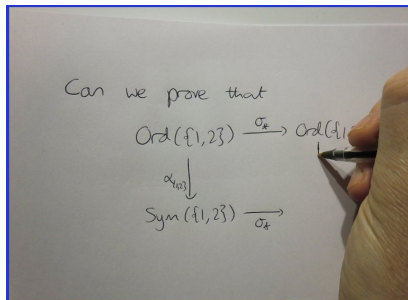 Can we prove that
σ*
Ord({1,2}) → Ord({1,
α{1,2} ↓
Sym({1,2}) →
σ*